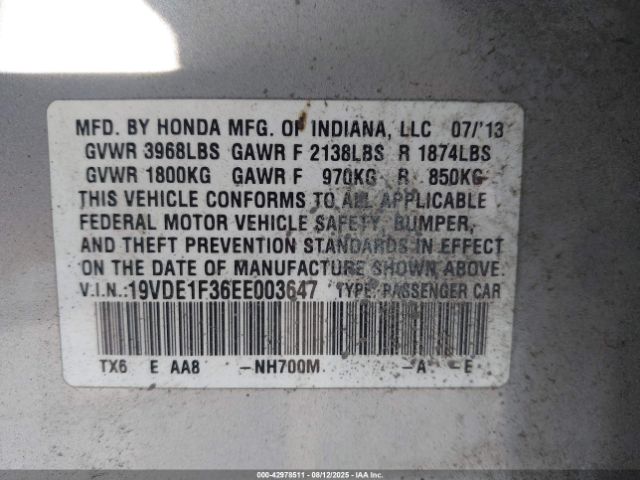 MFD. BY HONDA MFG. OF INDIANA, LLC 07/'13
GVWR 3968LBS GAWR F 2138LBS R 1874LBS
GVWR 1800KG GAWR F 970KG R 850KG
THIS VEHICLE CONFORMS TO ALL APPLICABLE
FEDERAL MOTOR VEHICLE SAFETY, BUMPER,
AND THEFT PREVENTION STANDARDS IN EFFECT
ON THE DATE OF MANUFACTURE SHOWN ABOVE.
V.I.N.:19VDE1F36EE003647 TYPE: PASSENGER CAR
TX6 E AA8 -NH700M -A -E
000-42978511 - 08/12/2025 - IAAI.COM